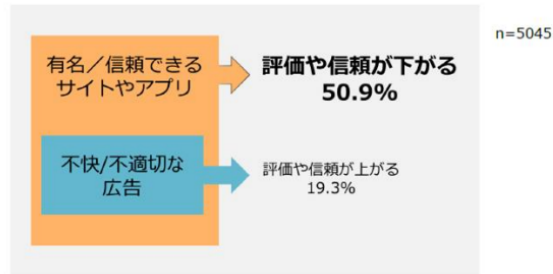 n=5045
有名／信頼できる
サイトやアプリ
評価や信頼が下がる
50.9%
不快/不適切な
広告
評価や信頼が上がる
19.3%